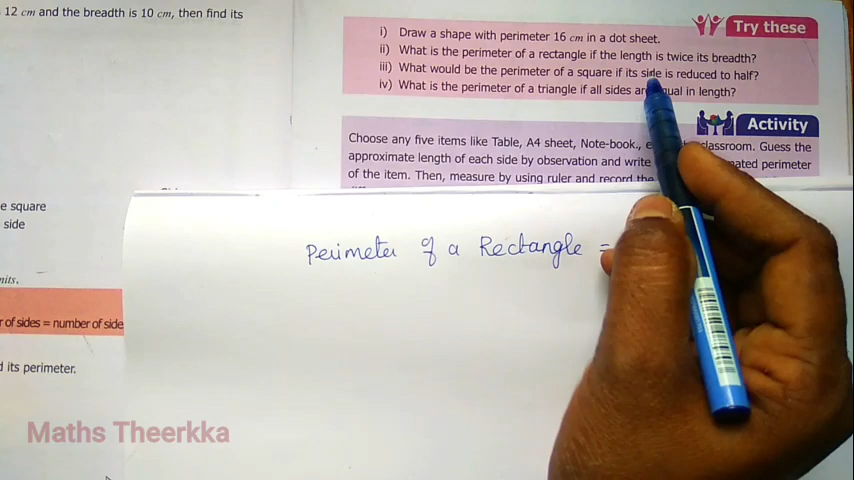 12 cm and the breadth is 10 cm, then find its
Try these
i) Draw a shape with perimeter 16 cm in a dot sheet.
ii) What is the perimeter of a rectangle if the length is twice its breadth?
iii) What would be the perimeter of a square if its side is reduced to half?
iv) What is the perimeter of a triangle if all sides are equal in length?
Activity
Choose any five items like Table, A4 sheet, Note-book., classroom. Guess the
approximate length of each side by observation and write perimeter
of the item. Then, measure by using ruler and record the
e square
side
nits.
r of sides = number of side
d its perimeter.
Perimeter of a Rectangle =
Maths Theerkka